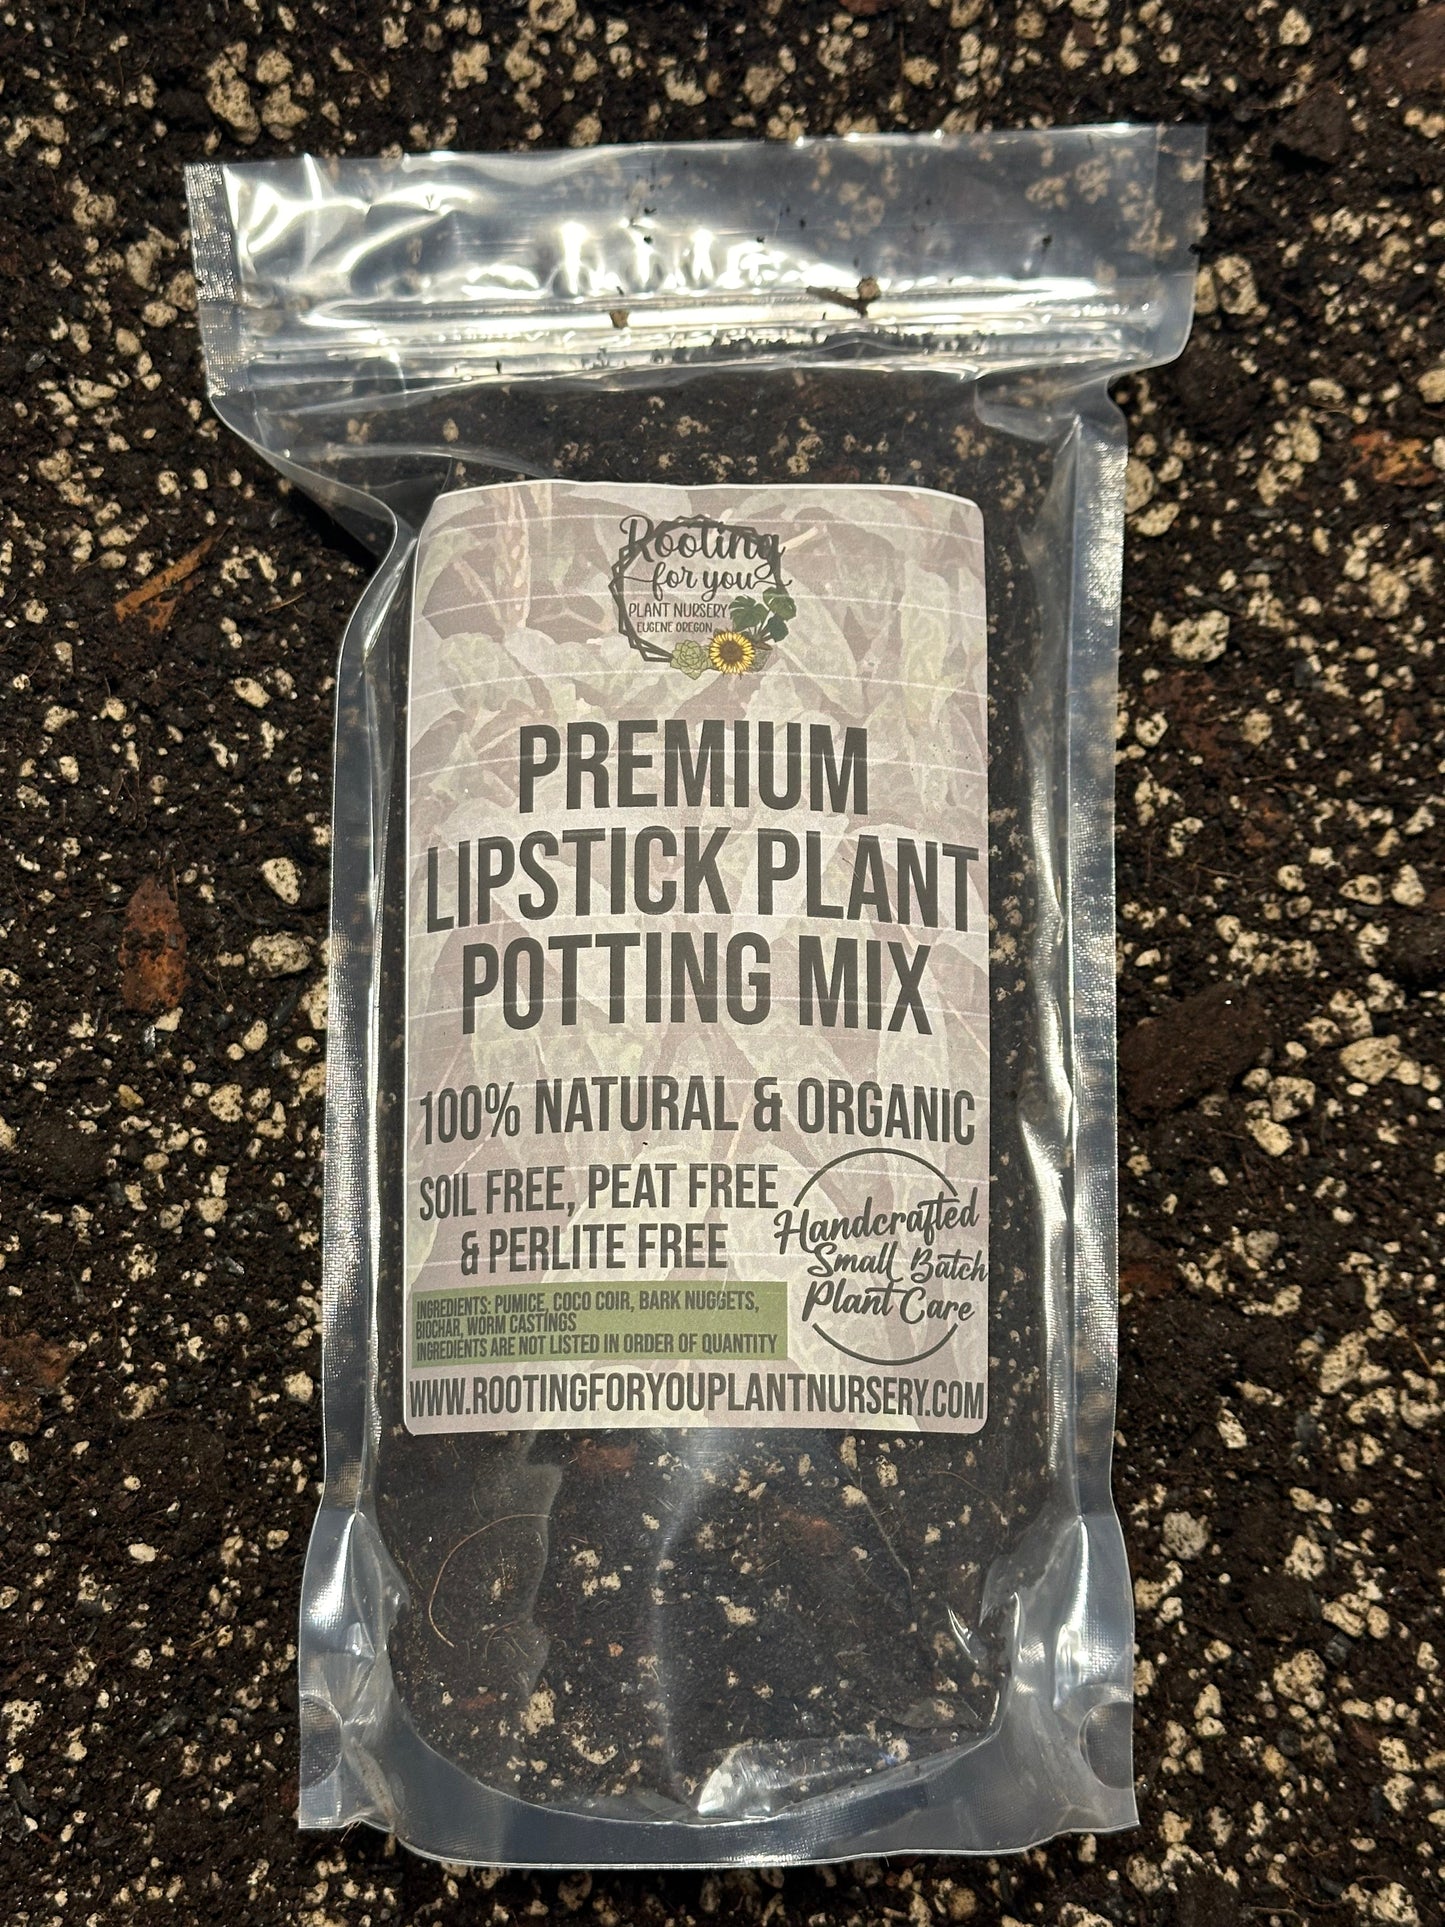 Rooting
for you
PLANT NURSERY
EUGENE OREGON
PREMIUM
LIPSTICK PLANT
POTTING MIX
100% NATURAL & ORGANIC
SOIL FREE, PEAT FREE
& PERLITE FREE
Handcrafted
Small Batch
Plant Care
INGREDIENTS: PUMICE, COCO COIR, BARK NUGGETS,
BIOCHAR, WORM CASTINGS
INGREDIENTS ARE NOT LISTED IN ORDER OF QUANTITY
WWW.ROOTINGFORYOUPLANTNURSERY.COM